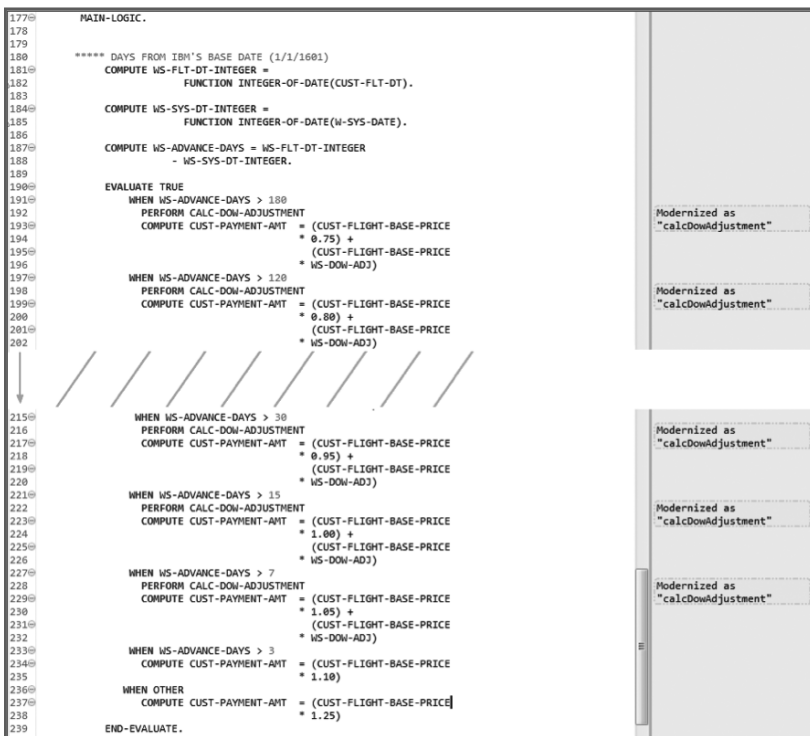 177 MAIN-LOGIC.
178
179
180 ***** DAYS FROM IBM'S BASE DATE (1/1/1601)
181 COMPUTE WS-FLT-DT-INTEGER =
182 FUNCTION INTEGER-OF-DATE(CUST-FLT-DT).
183
184 COMPUTE WS-SYS-DT-INTEGER =
185 FUNCTION INTEGER-OF-DATE(W-SYS-DATE).
186
187 COMPUTE WS-ADVANCE-DAYS = WS-FLT-DT-INTEGER
188 - WS-SYS-DT-INTEGER.
189
190 EVALUATE TRUE
191 WHEN WS-ADVANCE-DAYS > 180
192 PERFORM CALC-DOW-ADJUSTMENT Modernized as
193 COMPUTE CUST-PAYMENT-AMT = (CUST-FLIGHT-BASE-PRICE "calcDowAdjustment"
194 * 0.75) +
195 (CUST-FLIGHT-BASE-PRICE
196 * WS-DOW-ADJ)
197 WHEN WS-ADVANCE-DAYS > 120
198 PERFORM CALC-DOW-ADJUSTMENT Modernized as
199 COMPUTE CUST-PAYMENT-AMT = (CUST-FLIGHT-BASE-PRICE "calcDowAdjustment"
200 * 0.80) +
201 (CUST-FLIGHT-BASE-PRICE
202 * WS-DOW-ADJ)
215 WHEN WS-ADVANCE-DAYS > 30
216 PERFORM CALC-DOW-ADJUSTMENT Modernized as
217 COMPUTE CUST-PAYMENT-AMT = (CUST-FLIGHT-BASE-PRICE "calcDowAdjustment"
218 * 0.95) +
219 (CUST-FLIGHT-BASE-PRICE
220 * WS-DOW-ADJ)
221 WHEN WS-ADVANCE-DAYS > 15
222 PERFORM CALC-DOW-ADJUSTMENT Modernized as
223 COMPUTE CUST-PAYMENT-AMT = (CUST-FLIGHT-BASE-PRICE "calcDowAdjustment"
224 * 1.00) +
225 (CUST-FLIGHT-BASE-PRICE
226 * WS-DOW-ADJ)
227 WHEN WS-ADVANCE-DAYS > 7
228 PERFORM CALC-DOW-ADJUSTMENT Modernized as
229 COMPUTE CUST-PAYMENT-AMT = (CUST-FLIGHT-BASE-PRICE "calcDowAdjustment"
230 * 1.05) +
231 (CUST-FLIGHT-BASE-PRICE
232 * WS-DOW-ADJ)
233 WHEN WS-ADVANCE-DAYS > 3
234 COMPUTE CUST-PAYMENT-AMT = (CUST-FLIGHT-BASE-PRICE
235 * 1.10)
236 WHEN OTHER
237 COMPUTE CUST-PAYMENT-AMT = (CUST-FLIGHT-BASE-PRICE
238 * 1.25)
239 END-EVALUATE.